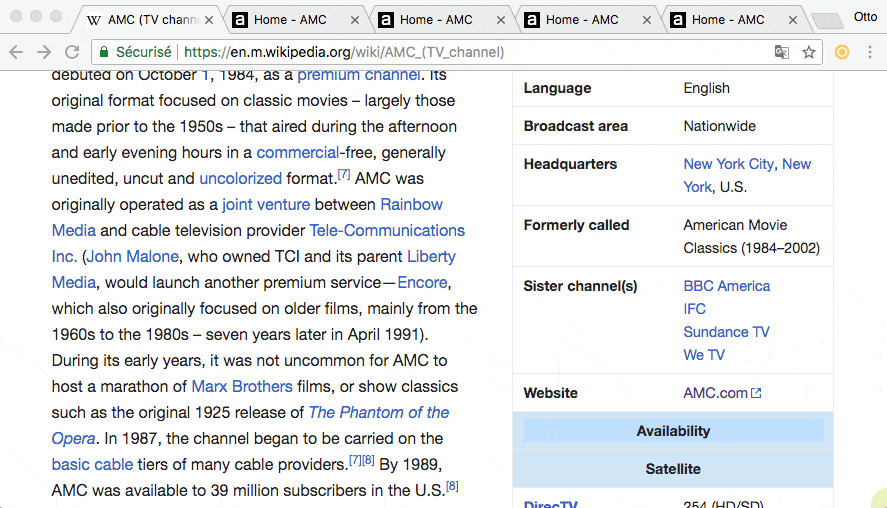 AMC (TV chann
Home - AMC
Home - AMC
Home - AMC
Home - AMC
Otto
Sécurisé
https://en.m.wikipedia.org/wiki/AMC_(TV_channel)
debuted on October 1, 1984, as a premium channel. Its
original format focused on classic movies – largely those
made prior to the 1950s – that aired during the afternoon
and early evening hours in a commercial-free, generally
unedited, uncut and uncolorized format.[7] AMC was
originally operated as a joint venture between Rainbow
Media and cable television provider Tele-Communications
Inc. (John Malone, who owned TCI and its parent Liberty
Media, would launch another premium service—Encore,
which also originally focused on older films, mainly from the
1960s to the 1980s – seven years later in April 1991).
During its early years, it was not uncommon for AMC to
host a marathon of Marx Brothers films, or show classics
such as the original 1925 release of The Phantom of the
Opera. In 1987, the channel began to be carried on the
basic cable tiers of many cable providers.[7][8] By 1989,
AMC was available to 39 million subscribers in the U.S.[8]
Language English
Broadcast area Nationwide
Headquarters New York City, New
York, U.S.
Formerly called American Movie
Classics (1984–2002)
Sister channel(s) BBC America
IFC
Sundance TV
We TV
Website AMC.com
Availability
Satellite
DirecTV 254 (HD/SD)